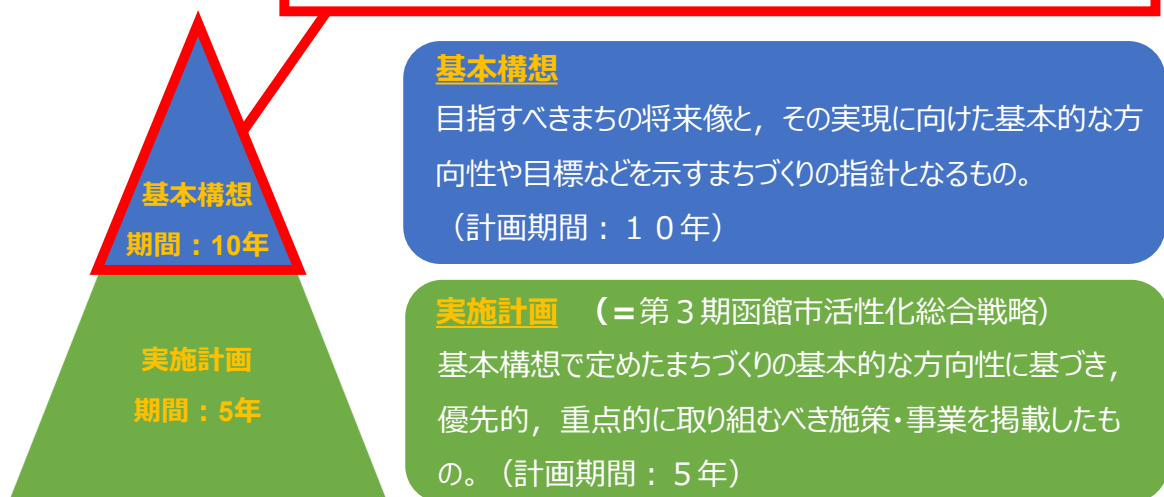 基本構想
期間：10年
実施計画
期間：5年
基本構想
目指すべきまちの将来像と，その実現に向けた基本的な方
向性や目標などを示すまちづくりの指針となるもの。
（計画期間：１０年）
実施計画　（＝第３期函館市活性化総合戦略）
基本構想で定めたまちづくりの基本的な方向性に基づき，
優先的，重点的に取り組むべき施策・事業を掲載したも
の。（計画期間：５年）